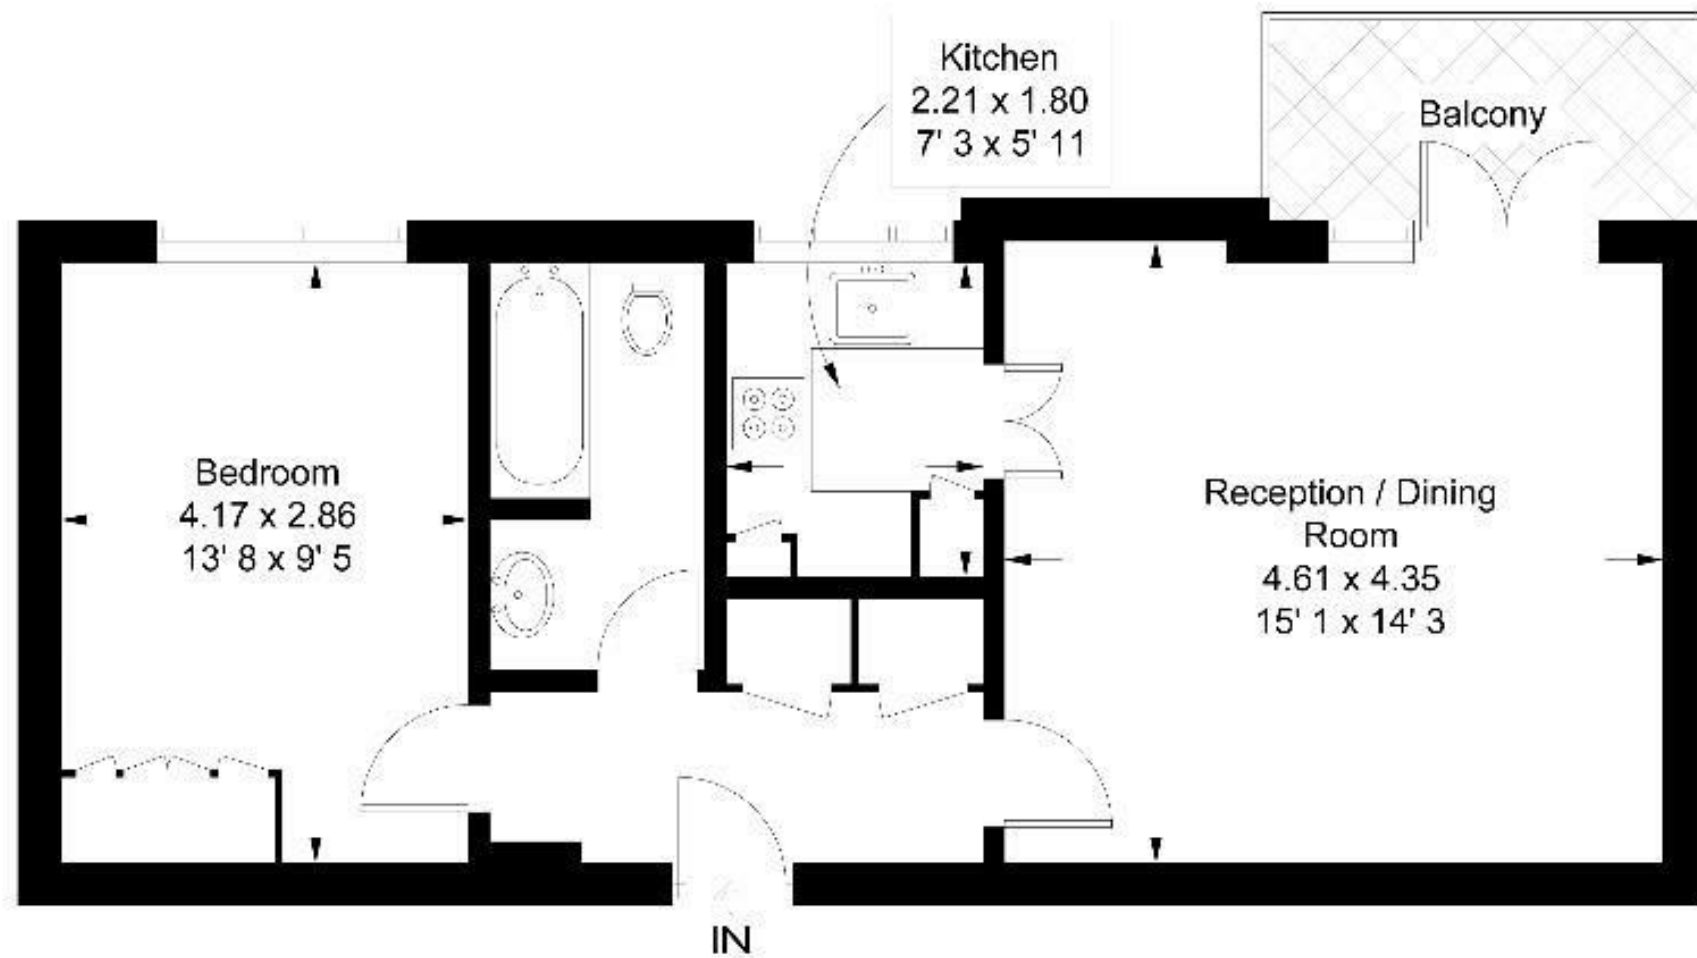 Kitchen
2.21 x 1.80
7' 3 x 5' 11
Balcony
Bedroom
4.17 x 2.86
13' 8 x 9' 5
Reception / Dining
Room
4.61 x 4.35
15' 1 x 14' 3
IN